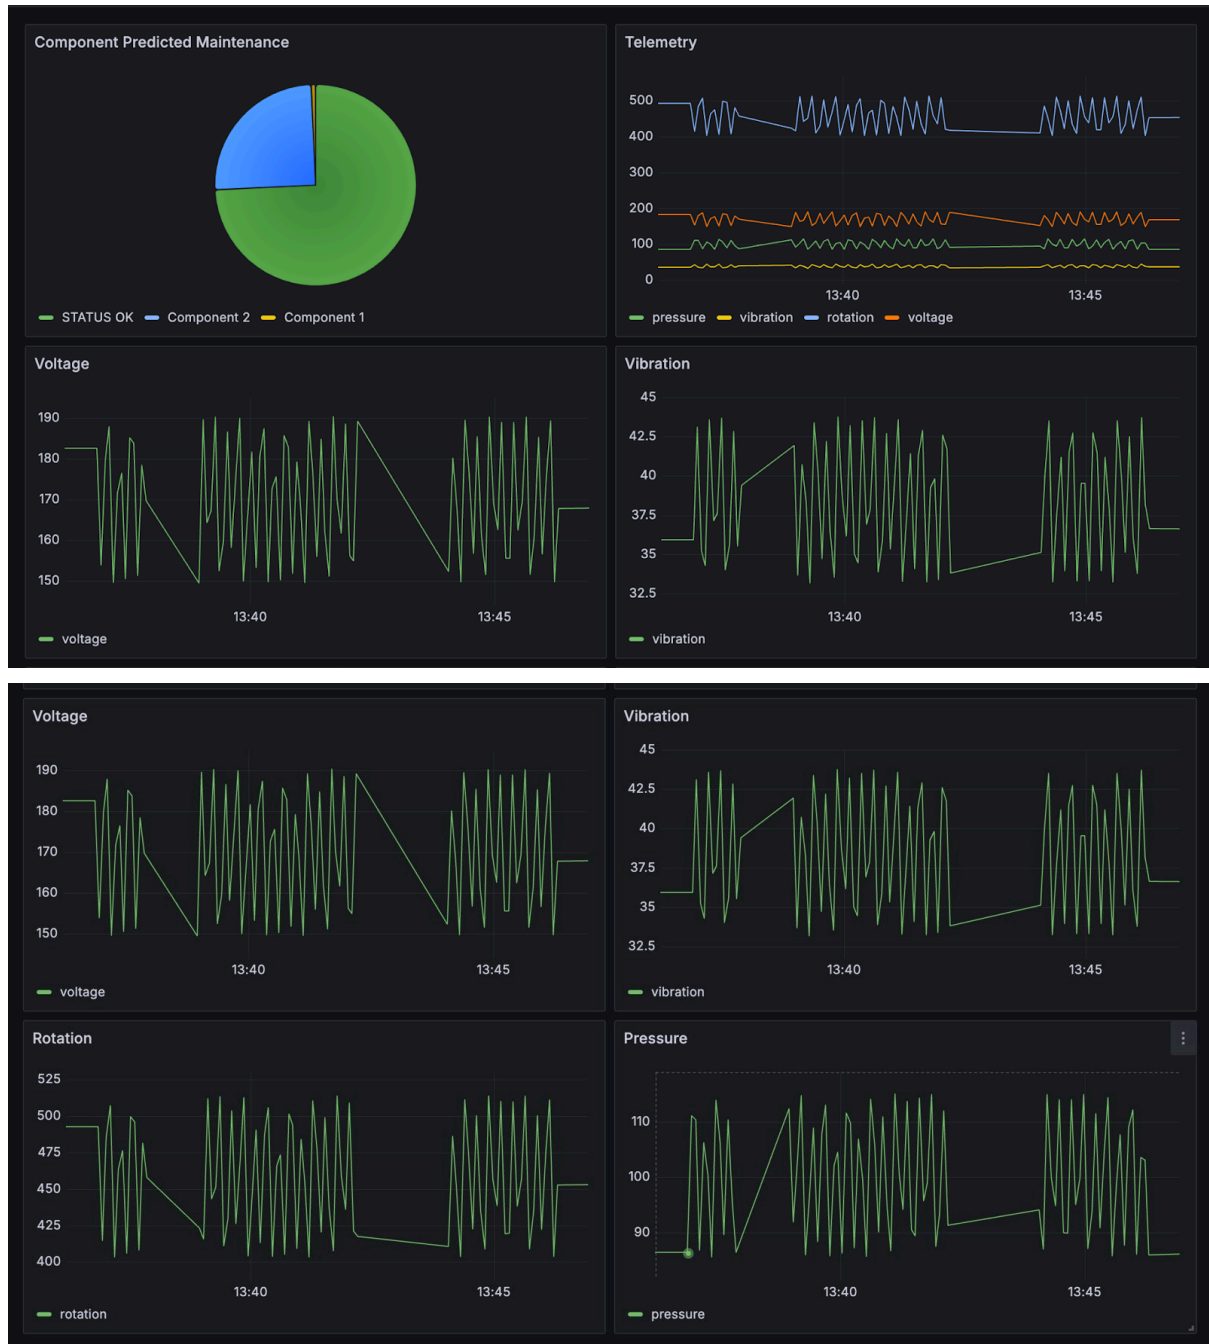 Component Predicted Maintenance
STATUS OK Component 2 Component 1
Telemetry
500
400
300
200
100
0
13:40 13:45
pressure vibration rotation voltage
Voltage
190
180
170
160
150
13:40 13:45
voltage
Vibration
45
42.5
40
37.5
35
32.5
13:40 13:45
vibration
Voltage
190
180
170
160
150
13:40 13:45
voltage
Vibration
45
42.5
40
37.5
35
32.5
13:40 13:45
vibration
Rotation
525
500
475
450
425
400
13:40 13:45
rotation
Pressure
110
100
90
13:40 13:45
pressure